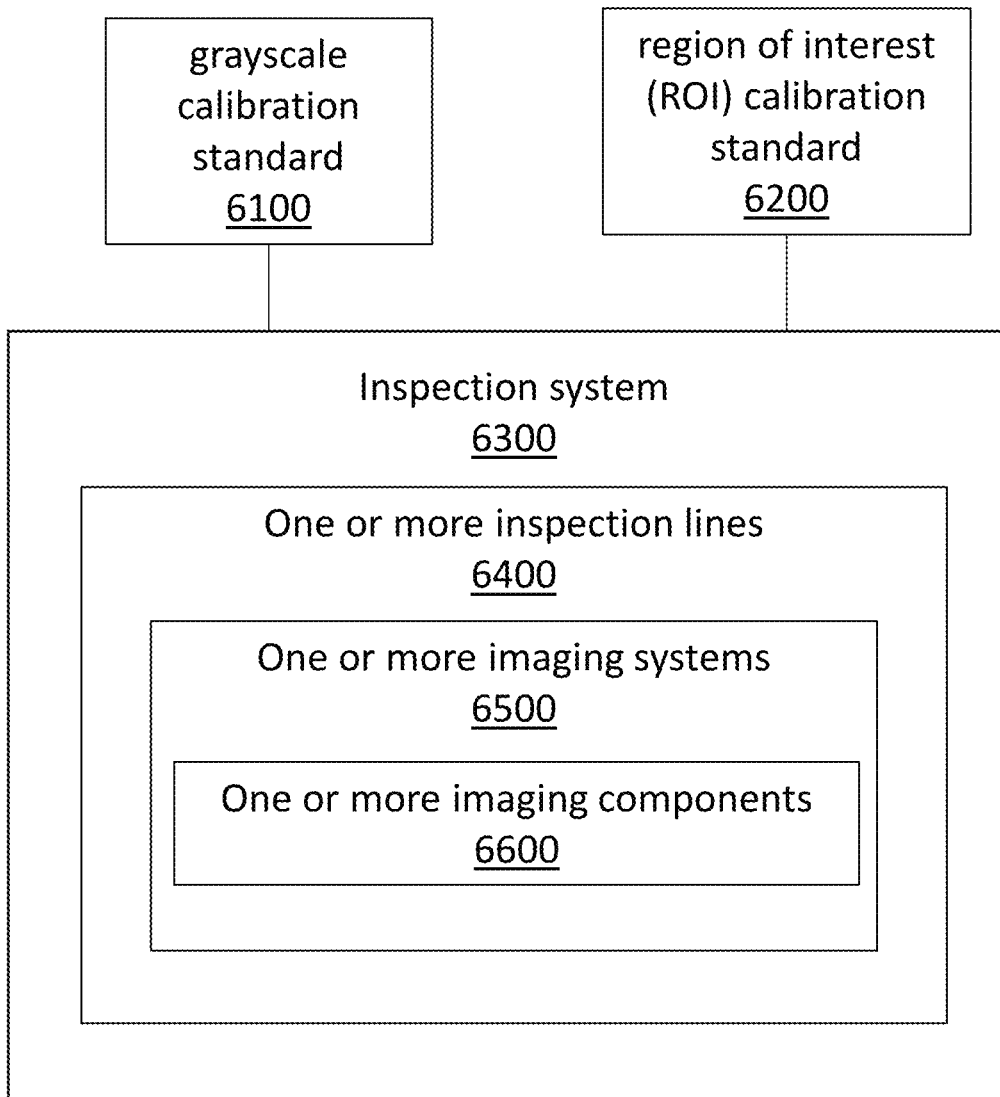 grayscale
calibration
standard
6100
region of interest
(ROI) calibration
standard
6200
Inspection system
6300
One or more inspection lines
6400
One or more imaging systems
6500
One or more imaging components
6600